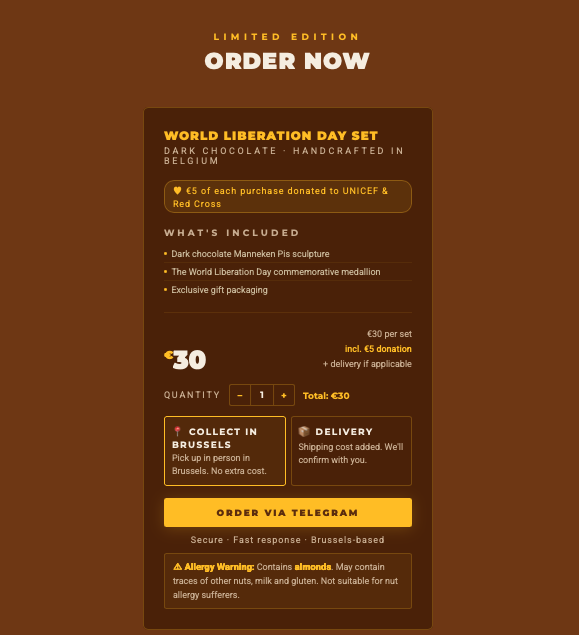 LIMITED EDITION
ORDER NOW
WORLD LIBERATION DAY SET
DARK CHOCOLATE · HANDCRAFTED IN
BELGIUM
♥ €5 of each purchase donated to UNICEF &
Red Cross
WHAT'S INCLUDED
▪ Dark chocolate Manneken Pis sculpture
▪ The World Liberation Day commemorative medallion
▪ Exclusive gift packaging
€30 per set
incl. €5 donation
+ delivery if applicable
€30
QUANTITY − 1 + Total: €30
📍 COLLECT IN
BRUSSELS
Pick up in person in
Brussels. No extra cost.
📦 DELIVERY
Shipping cost added. We'll
confirm with you.
ORDER VIA TELEGRAM
Secure · Fast response · Brussels-based
⚠ Allergy Warning: Contains almonds. May contain
traces of other nuts, milk and gluten. Not suitable for nut
allergy sufferers.